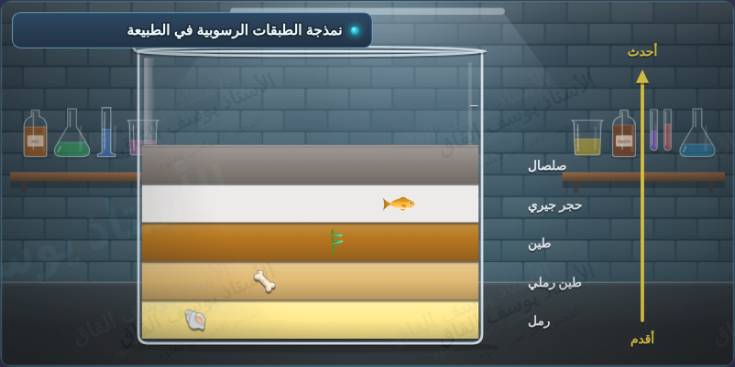 نمذجة الطبقات الرسوبية في الطبيعة
أحدث
صلصال
حجر جيري
طين
طين رملي
رمل
أقدم